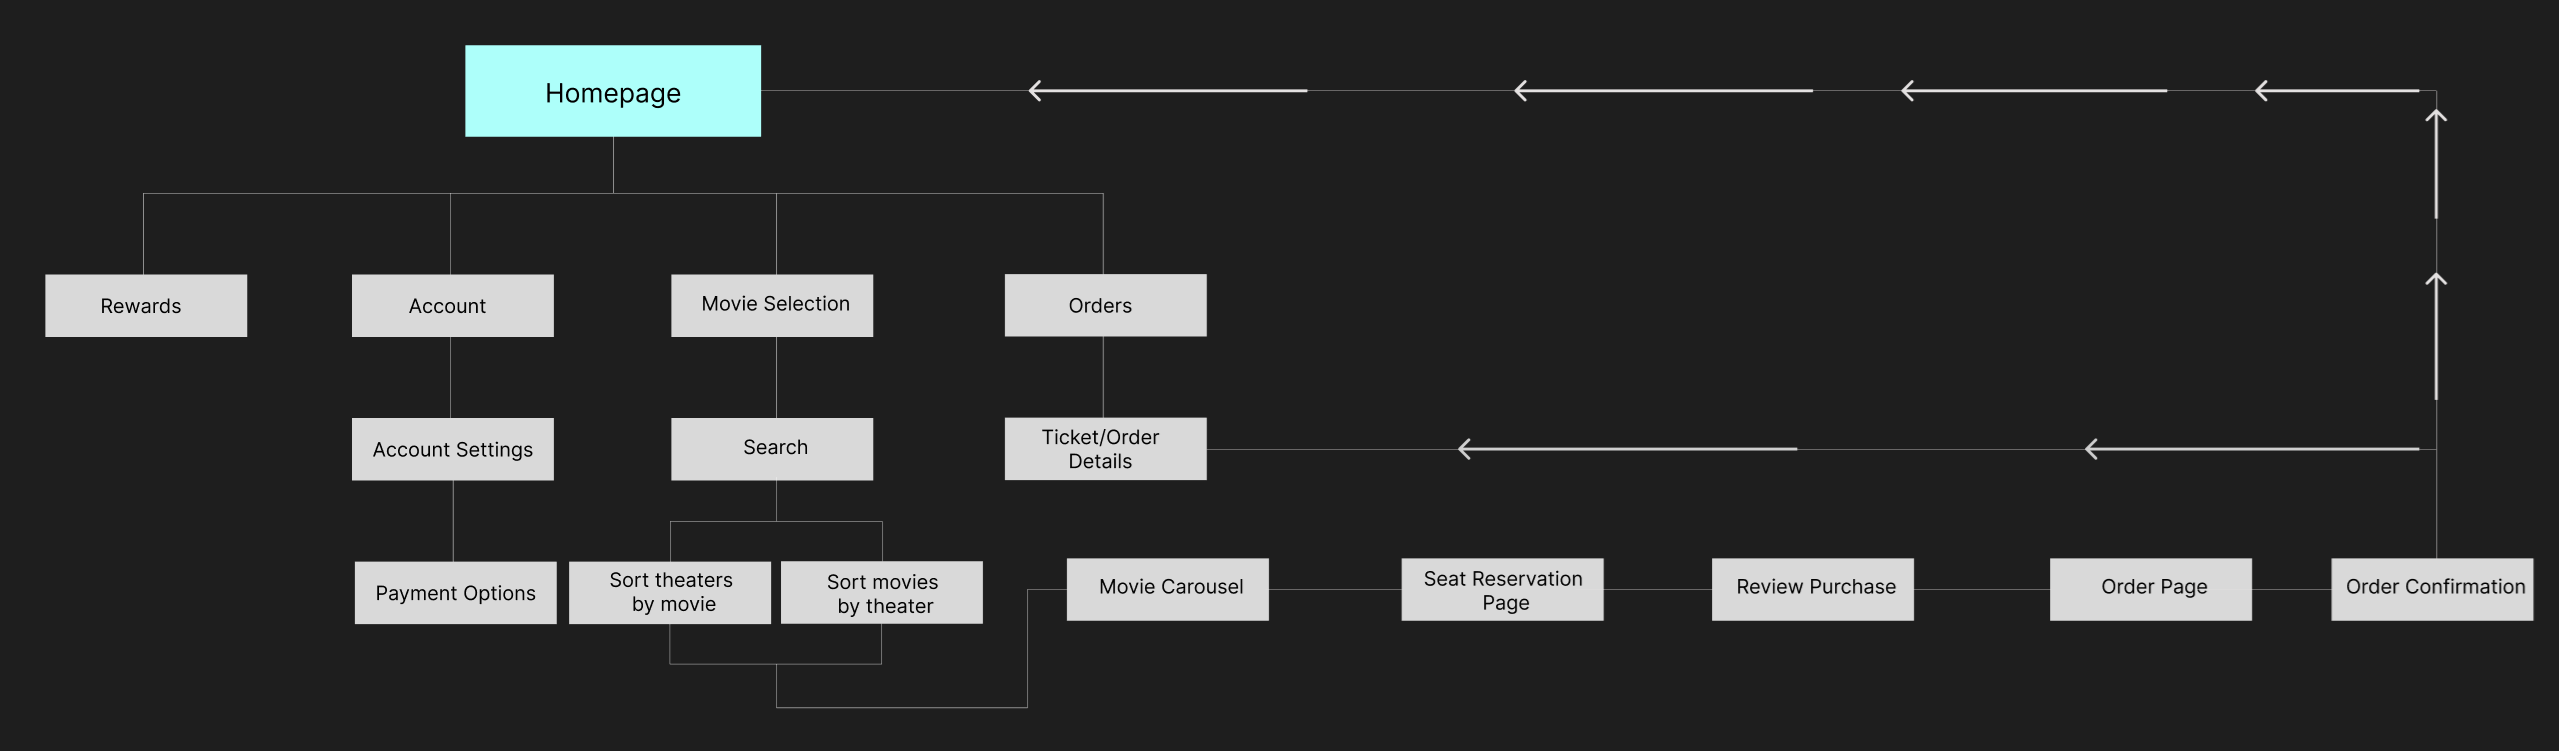 Homepage
Rewards
Account
Movie Selection
Orders
Account Settings
Search
Ticket/Order
Details
Payment Options
Sort theaters
by movie
Sort movies
by theater
Movie Carousel
Seat Reservation
Page
Review Purchase
Order Page
Order Confirmation